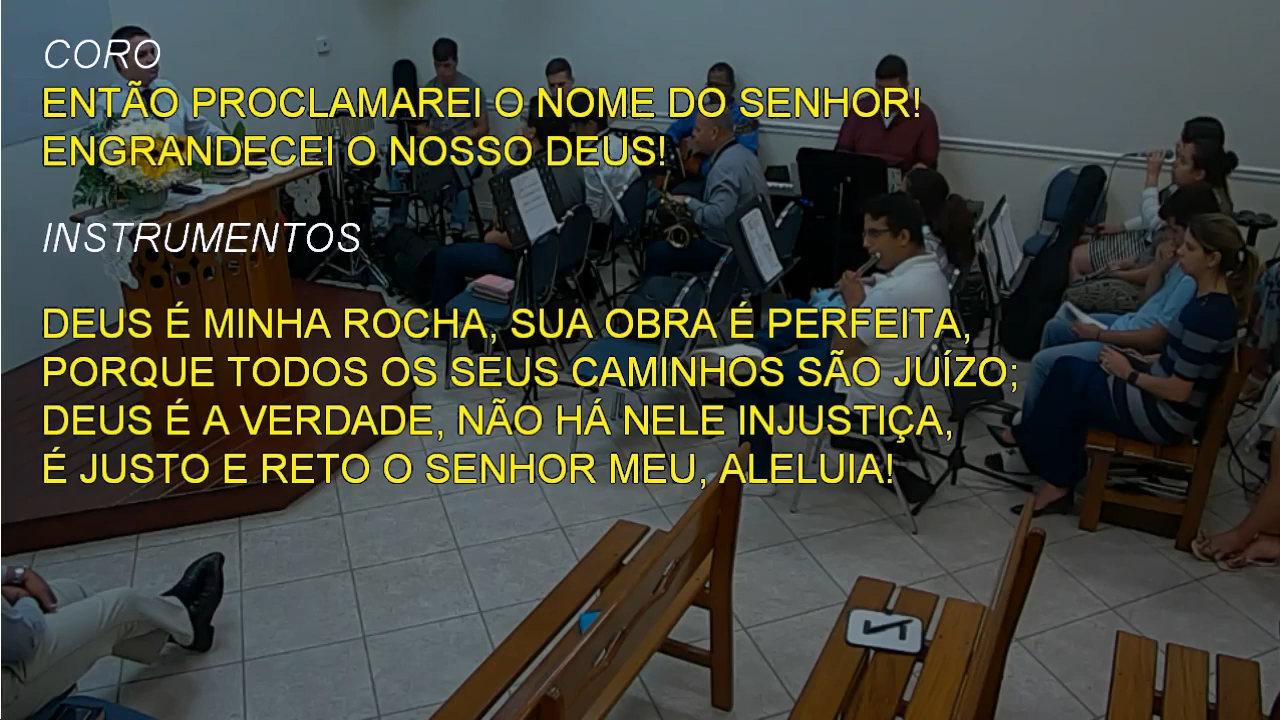 CORO
ENTÃO PROCLAMAREI O NOME DO SENHOR!
ENGRANDECEI O NOSSO DEUS!
INSTRUMENTOS
DEUS É MINHA ROCHA, SUA OBRA É PERFEITA,
PORQUE TODOS OS SEUS CAMINHOS SÃO JUÍZO;
DEUS É A VERDADE, NÃO HÁ NELE INJUSTIÇA,
É JUSTO E RETO O SENHOR MEU, ALELUIA!